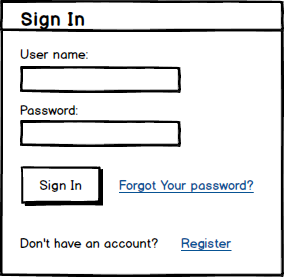 Sign In
User name:
Password:
Sign In Forgot Your password?
Don't have an account? Register